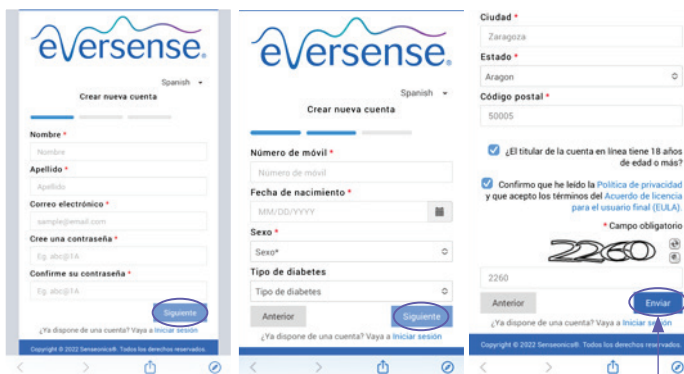 eversense.
Spanish
Crear nueva cuenta
Nombre *
Nombre
Apellido *
Apellido
Correo electrónico *
sample@email.com
Cree una contraseña *
Eg. abc@1A
Confirme su contraseña *
Eg. abc@1A
Siguiente
¿Ya dispone de una cuenta? Vaya a Iniciar sesión
Copyright © 2022 Senseonics®. Todos los derechos reservados.
eversense.
Spanish
Crear nueva cuenta
Número de móvil *
Número de móvil
Fecha de nacimiento *
MM/DD/YYYY
Sexo *
Sexo*
Tipo de diabetes
Tipo de diabetes
Anterior
Siguiente
¿Ya dispone de una cuenta? Vaya a Iniciar sesión
Ciudad *
Zaragoza
Estado *
Aragon
Código postal *
50005
¿El titular de la cuenta en línea tiene 18 años
de edad o más?
Confirmo que he leído la Política de privacidad
y que acepto los términos del Acuerdo de licencia
para el usuario final (EULA).
* Campo obligatorio
2260
2260
Anterior
Enviar
¿Ya dispone de una cuenta? Vaya a Iniciar sesión
Copyright © 2022 Senseonics®. Todos los derechos reservados.